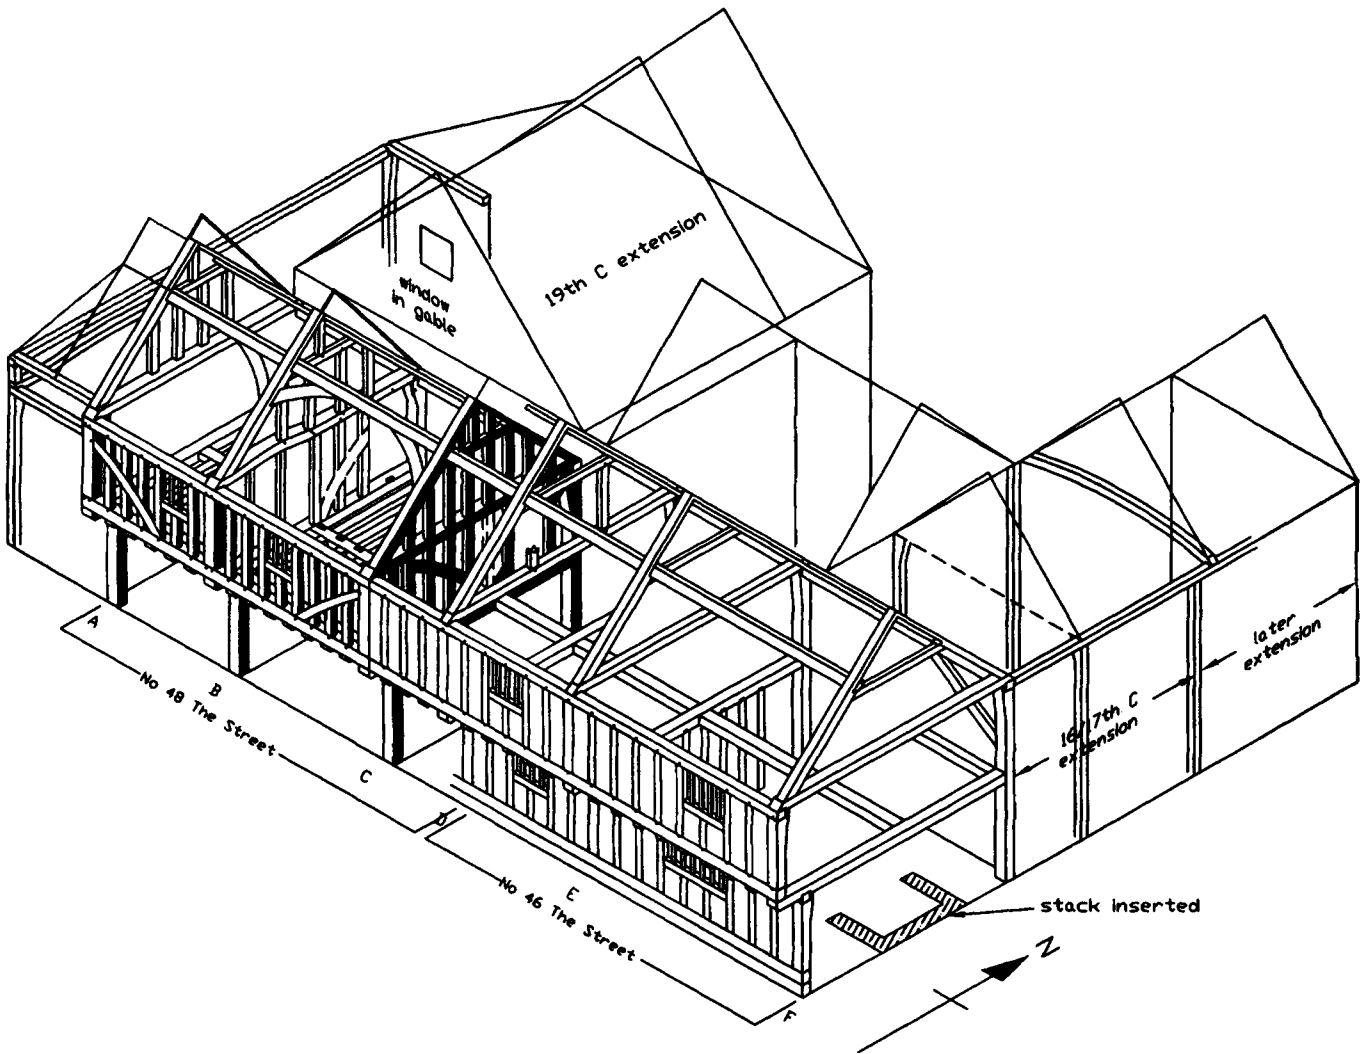 19th C extension
window
in gable
later
extension
16/17th C
extension
A
B
No 48 The Street
C
D
E
No 46 The Street
F
stack inserted
N